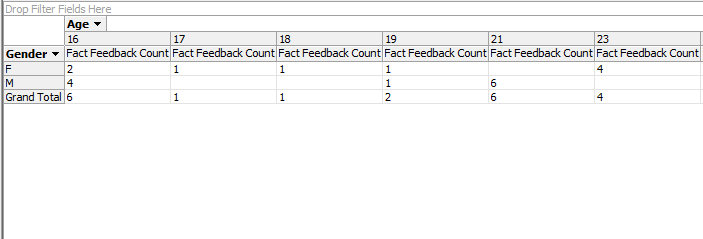 Drop Filter Fields Here
Age
16 17 18 19 21 23
Gender Fact Feedback Count Fact Feedback Count Fact Feedback Count Fact Feedback Count Fact Feedback Count Fact Feedback Count
F 2 1 1 1 4
M 4 1 6
Grand Total 6 1 1 2 6 4